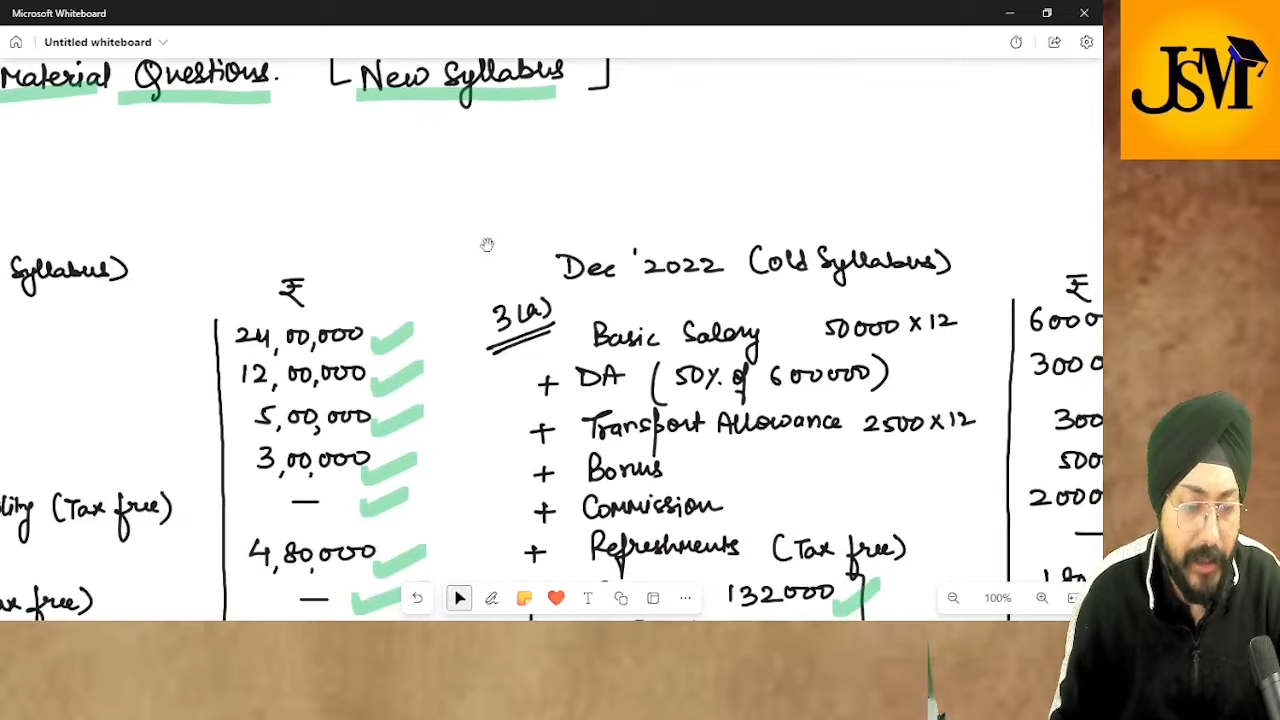 Microsoft Whiteboard
Untitled whiteboard
JSM
Material Questions. [New Syllabus]
Syllabus)
₹
24,00,000
12,00,000
5,00,000
3,00,000
(Tax free) —
4,80,000
free) —
Dec '2022 (Old Syllabus)
₹
3(a) Basic Salary 50000 × 12 6000
+ DA (50% of 600000) 3000
+ Transport Allowance 2500 × 12 300
+ Bonus 500
+ Commission 2000
+ Refreshments (Tax free) —
132000
100%